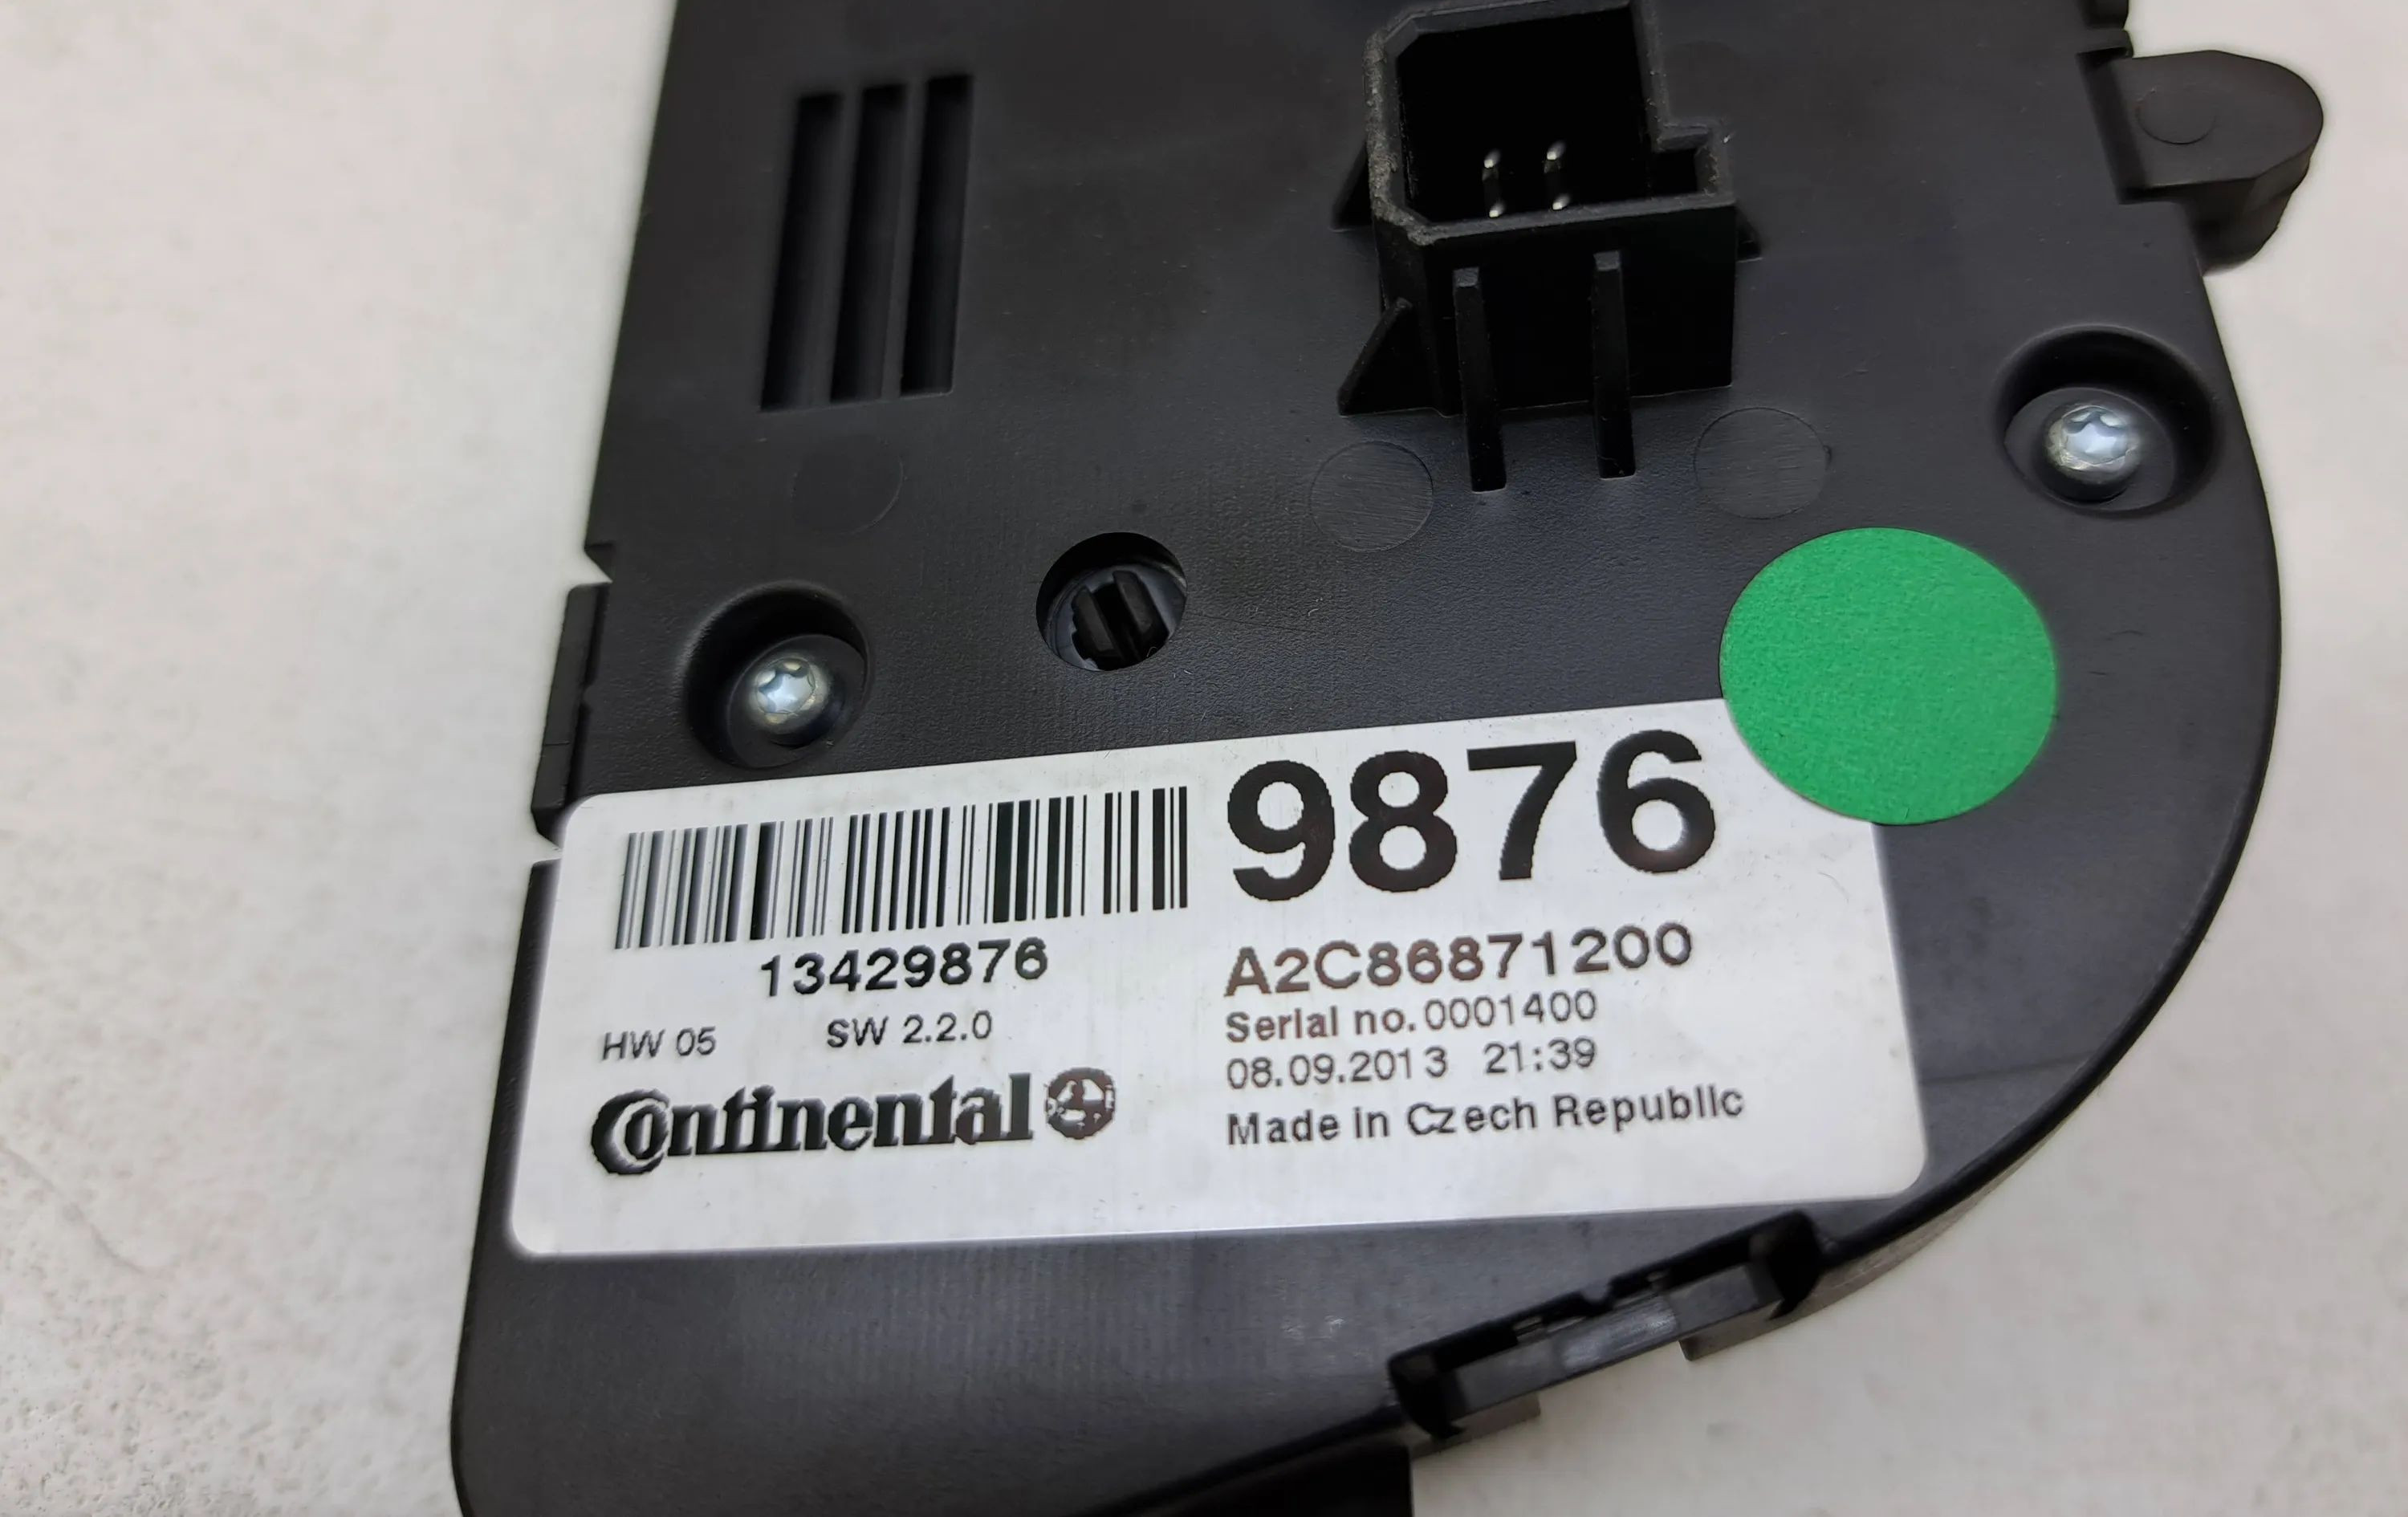 9876
13429876
A2C86871200
HW 05 SW 2.2.0
Serial no.0001400
08.09.2013 21:39
Continental
Made in Czech Republic